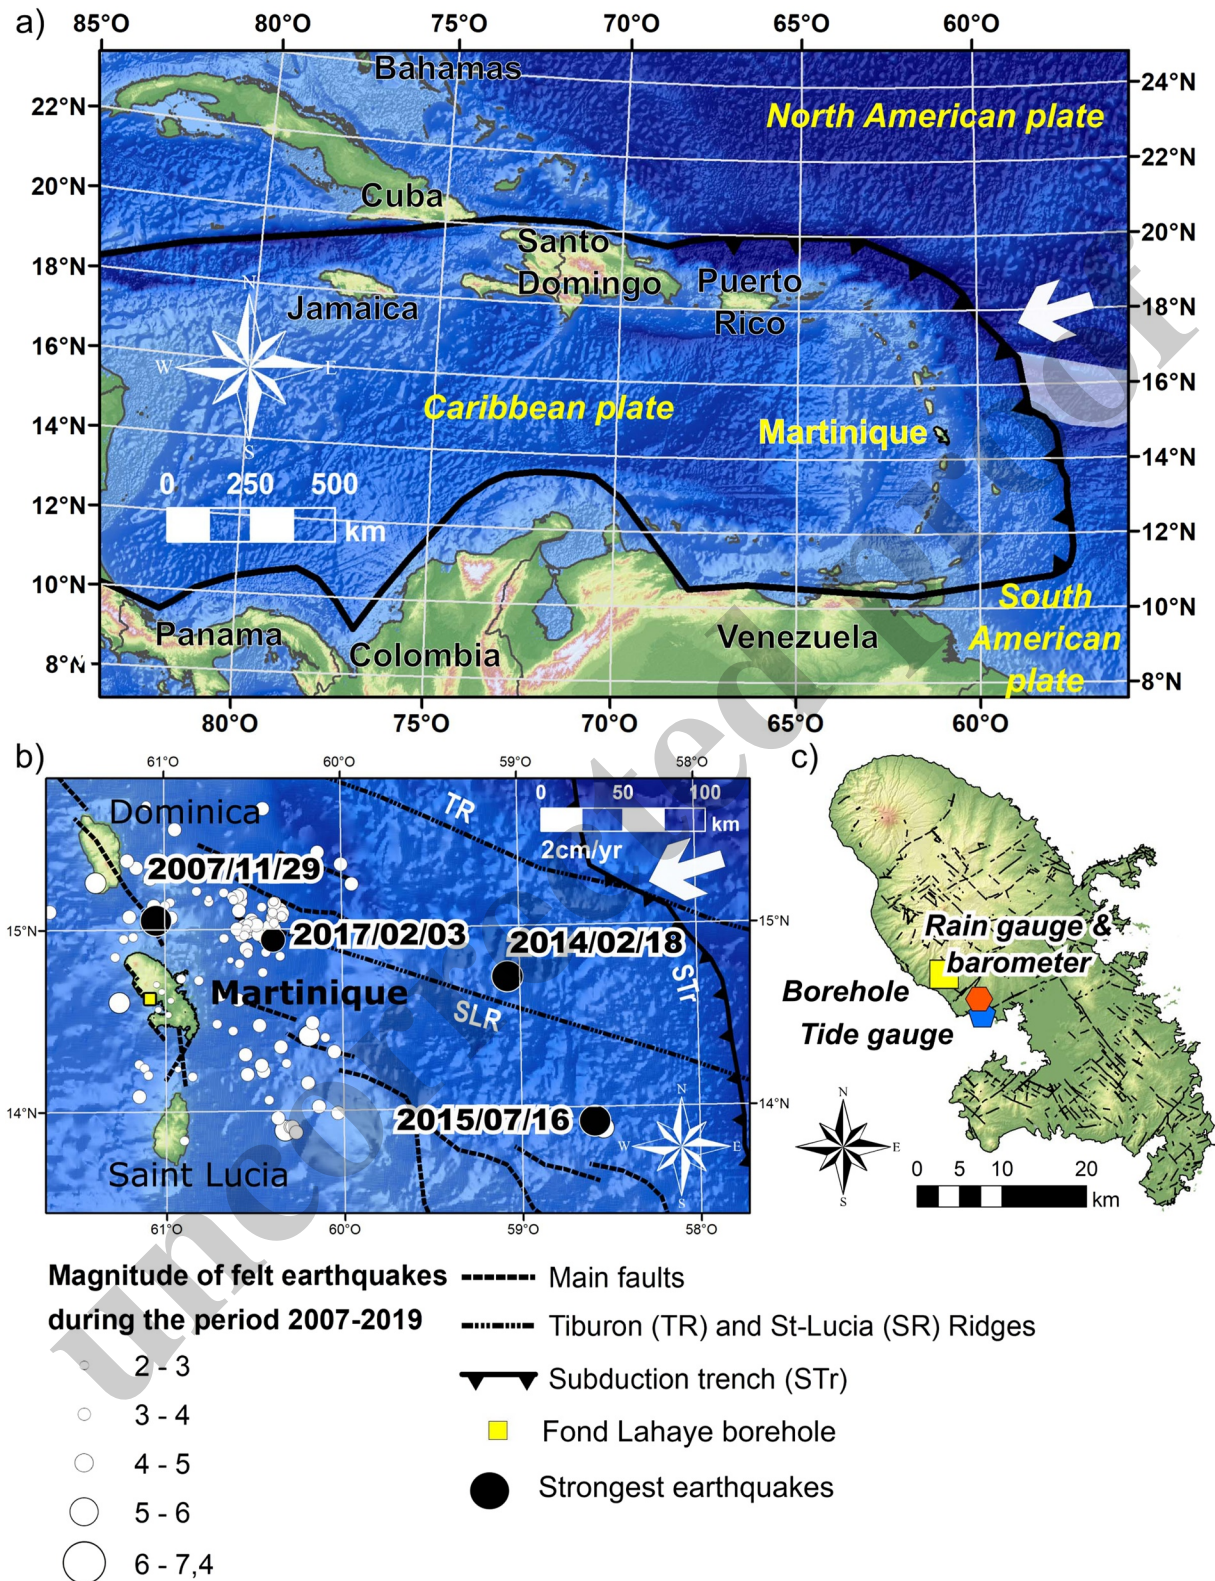 a)
85°O 80°O 75°O 70°O 65°O 60°O
Bahamas
24°N
22°N
North American plate
22°N
20°N
Cuba
20°N
Santo
Domingo
18°N
Puerto
Rico
Jamaica
18°N
N
W E
S
16°N
16°N
Caribbean plate
14°N
Martinique
14°N
0 250 500
km
12°N
12°N
10°N
10°N
South
American
plate
Panama
Colombia
Venezuela
8°N
8°N
80°O 75°O 70°O 65°O 60°O
b)
61°O 60°O 59°O 58°O
Dominica
TR
0 50 100
km
2cm/yr
2007/11/29
15°N
15°N
2017/02/03
2014/02/18
STr
Martinique
SLR
14°N
14°N
2015/07/16
N
W E
S
Saint Lucia
61°O 60°O 59°O 58°O
c)
Rain gauge &
barometer
Borehole
Tide gauge
N
W E
S
0 5 10 20
km
Magnitude of felt earthquakes
during the period 2007-2019
2 - 3
3 - 4
4 - 5
5 - 6
6 - 7,4
Main faults
Tiburon (TR) and St-Lucia (SR) Ridges
Subduction trench (STr)
Fond Lahaye borehole
Strongest earthquakes
uncorrected proof